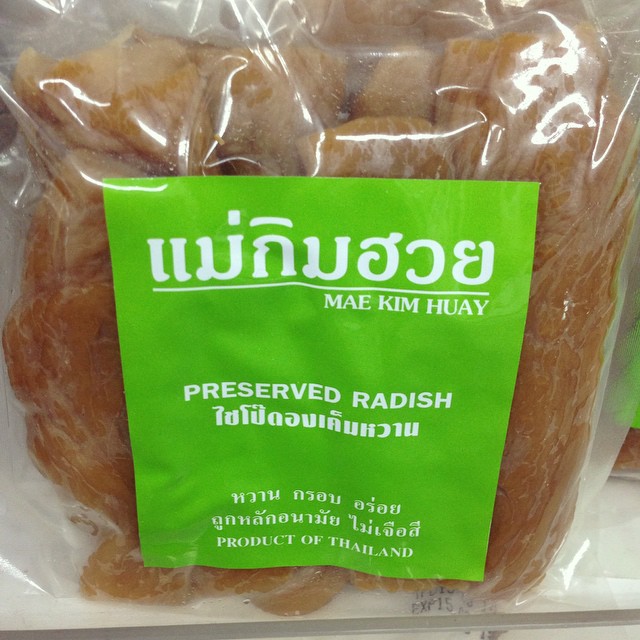 แม่กิมฮวย
MAE KIM HUAY
PRESERVED RADISH
ไชโป๊ดองเค็มหวาน
หวาน กรอบ อร่อย
ถูกหลักอนามัย ไม่เจือสี
PRODUCT OF THAILAND